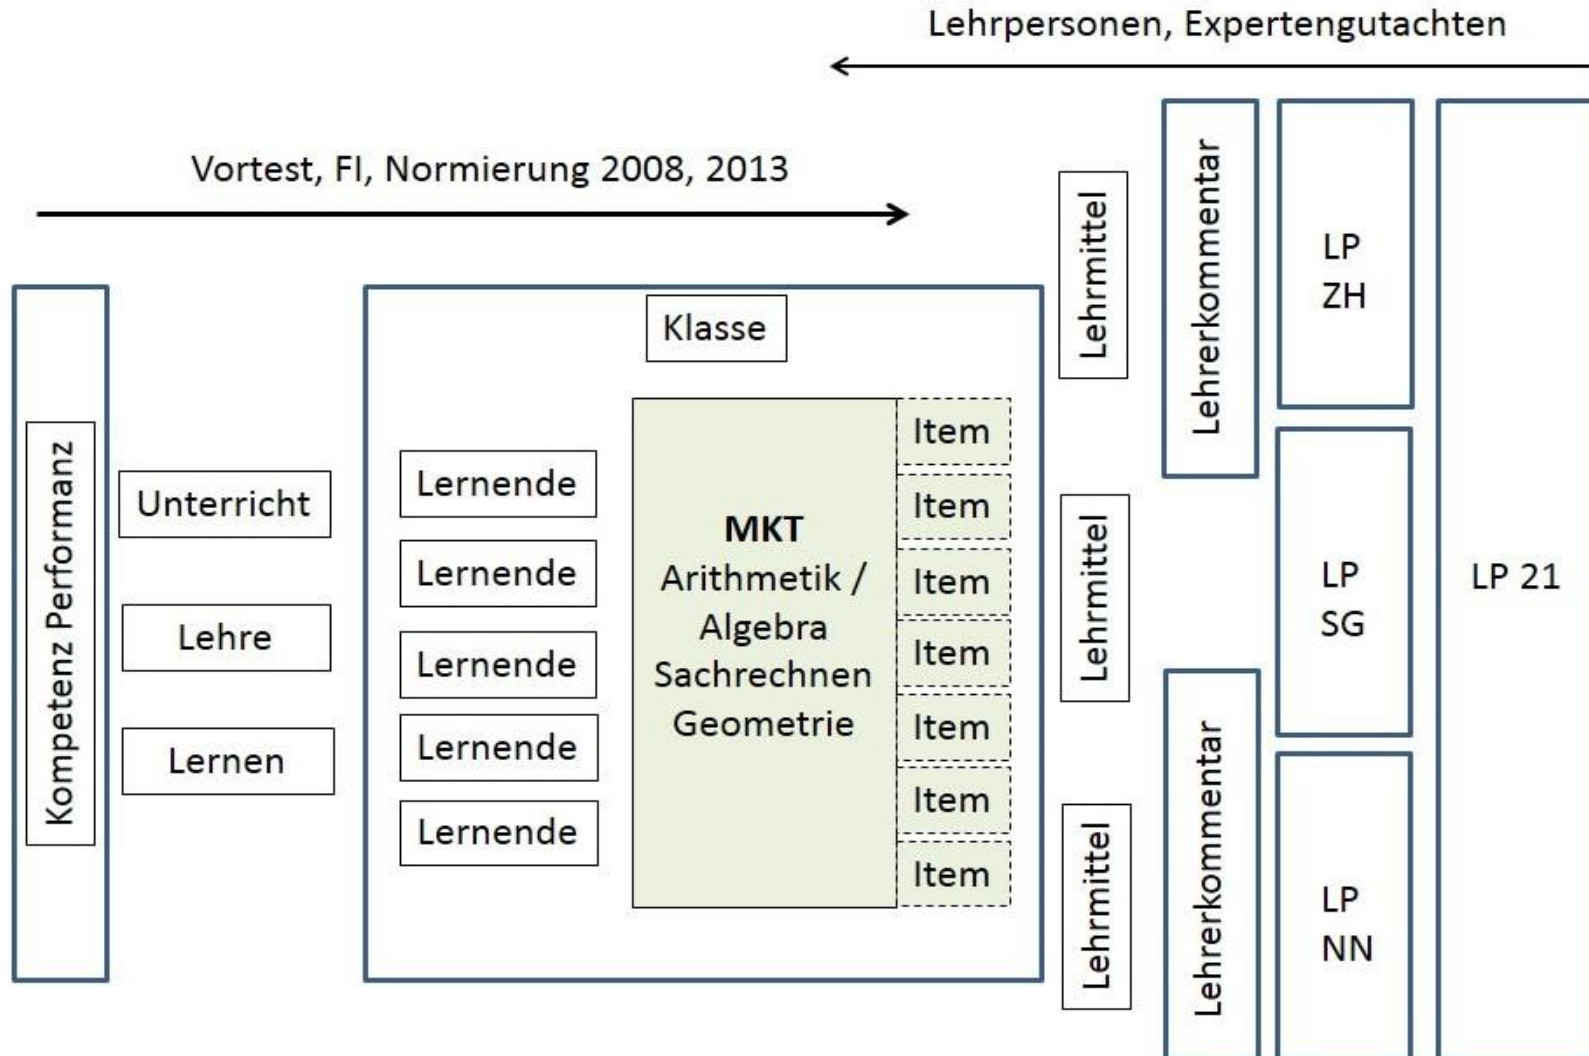 Lehrpersonen, Expertengutachten
Vortest, FI, Normierung 2008, 2013
Kompetenz Performanz
Unterricht
Lehre
Lernen
Klasse
Lernende
Lernende
Lernende
Lernende
Lernende
MKT
Arithmetik /
Algebra
Sachrechnen
Geometrie
Item
Item
Item
Item
Item
Item
Item
Lehrmittel
Lehrmittel
Lehrmittel
Lehrerkommentar
Lehrerkommentar
LP
ZH
LP
SG
LP
NN
LP 21